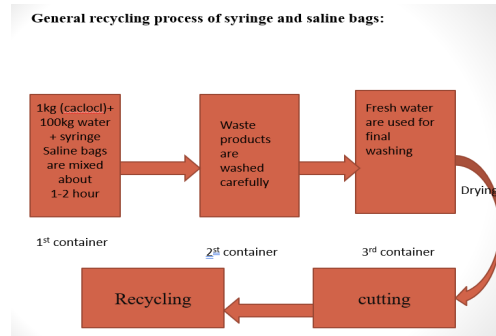 General recycling process of syringe and saline bags:
1kg (caclocl)+
100kg water
+ syringe
Saline bags
are mixed
about
1-2 hour
Waste
products
are
washed
carefully
Fresh water
are used for
final
washing
Drying
1st container
2st container
3rd container
Recycling
cutting